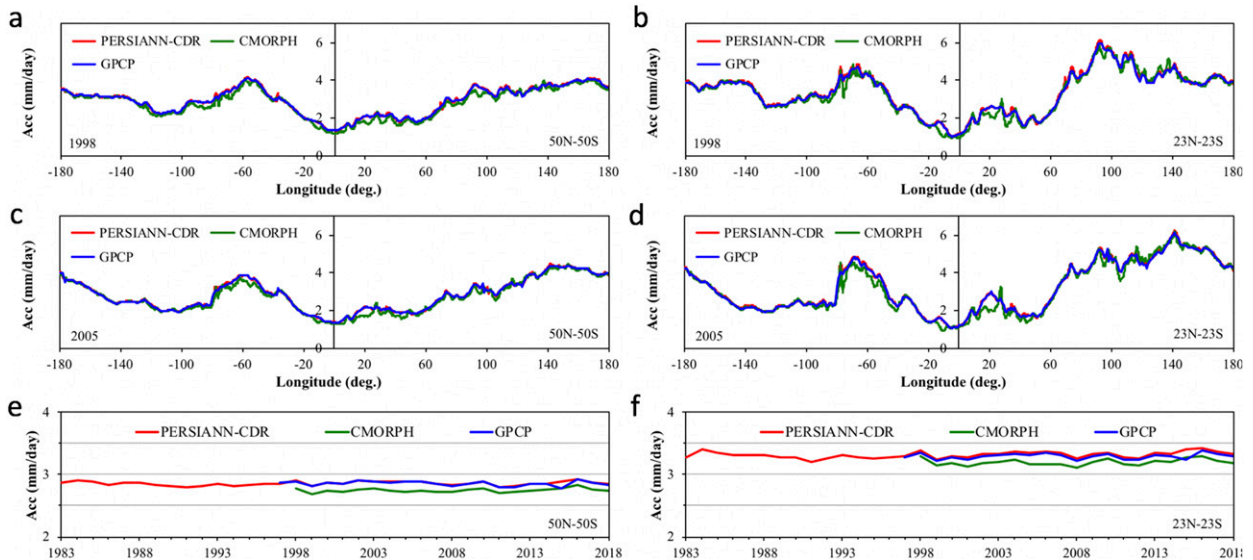 a
Acc (mm/day)
PERSIANN-CDR CMORPH
GPCP
6
4
2
0
1998
50N-50S
-180 -140 -100 -60 -20 20 60 100 140 180
Longitude (deg.)
b
Acc (mm/day)
PERSIANN-CDR CMORPH
GPCP
6
4
2
0
1998
23N-23S
-180 -140 -100 -60 -20 20 60 100 140 180
Longitude (deg.)
c
Acc (mm/day)
PERSIANN-CDR CMORPH
GPCP
6
4
2
0
2005
50N-50S
-180 -140 -100 -60 -20 20 60 100 140 180
Longitude (deg.)
d
Acc (mm/day)
PERSIANN-CDR CMORPH
GPCP
6
4
2
0
2005
23N-23S
-180 -140 -100 -60 -20 20 60 100 140 180
Longitude (deg.)
e
Acc (mm/day)
PERSIANN-CDR CMORPH GPCP
4
3
2
50N-50S
1983 1988 1993 1998 2003 2008 2013 2018
f
Acc (mm/day)
PERSIANN-CDR CMORPH GPCP
4
3
2
23N-23S
1983 1988 1993 1998 2003 2008 2013 2018